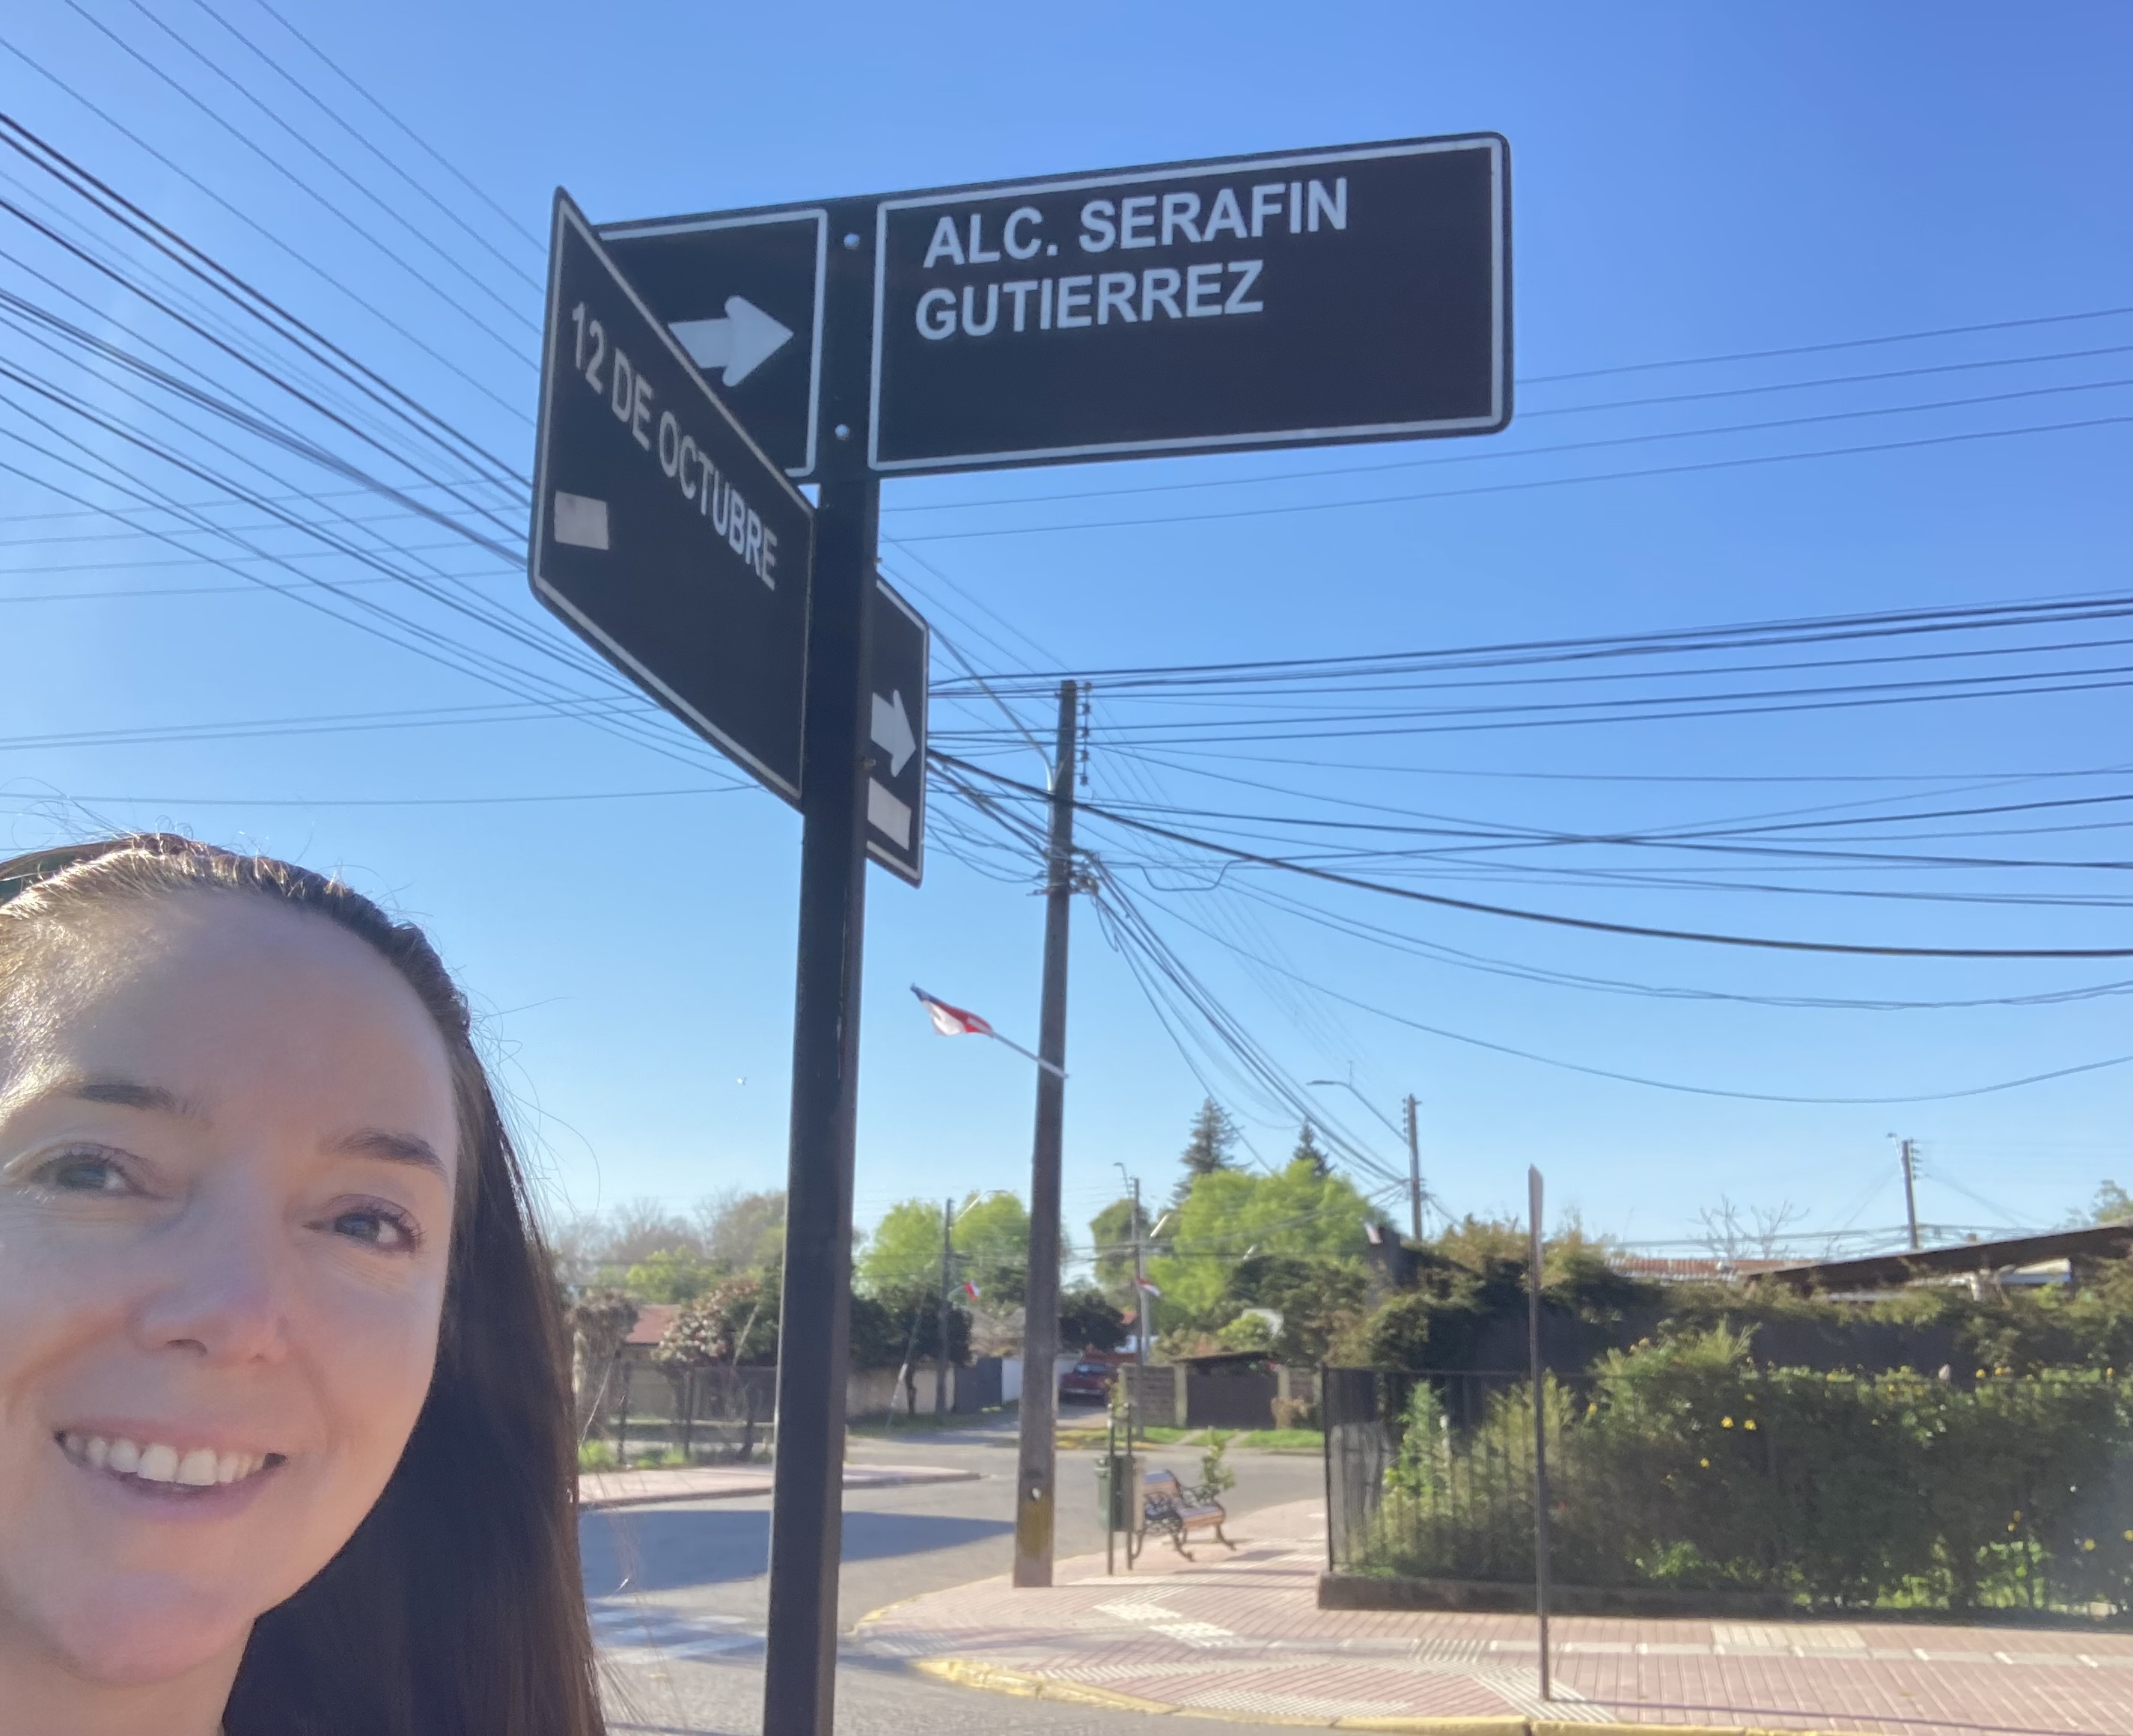 ALC. SERAFIN
GUTIERREZ
12 DE OCTUBRE